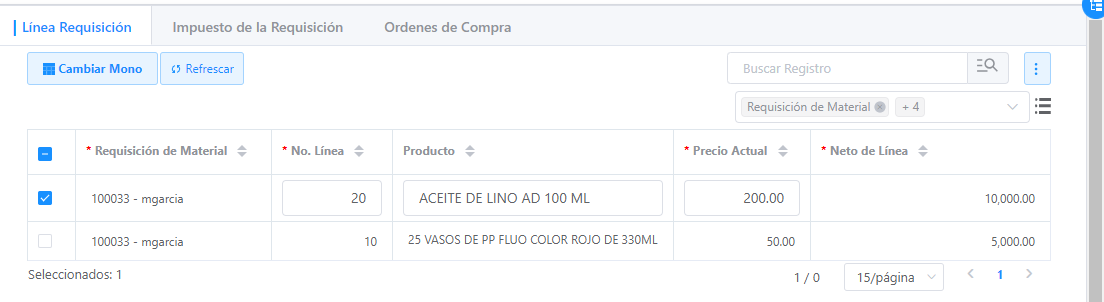 Línea Requisición Impuesto de la Requisición Ordenes de Compra
Cambiar Mono Refrescar Buscar Registro
Requisición de Material + 4
* Requisición de Material * No. Línea Producto * Precio Actual * Neto de Línea
100033 - mgarcia 20 ACEITE DE LINO AD 100 ML 200.00 10,000.00
100033 - mgarcia 10 25 VASOS DE PP FLUO COLOR ROJO DE 330ML 50.00 5,000.00
Seleccionados: 1 1 / 0 15/página 1